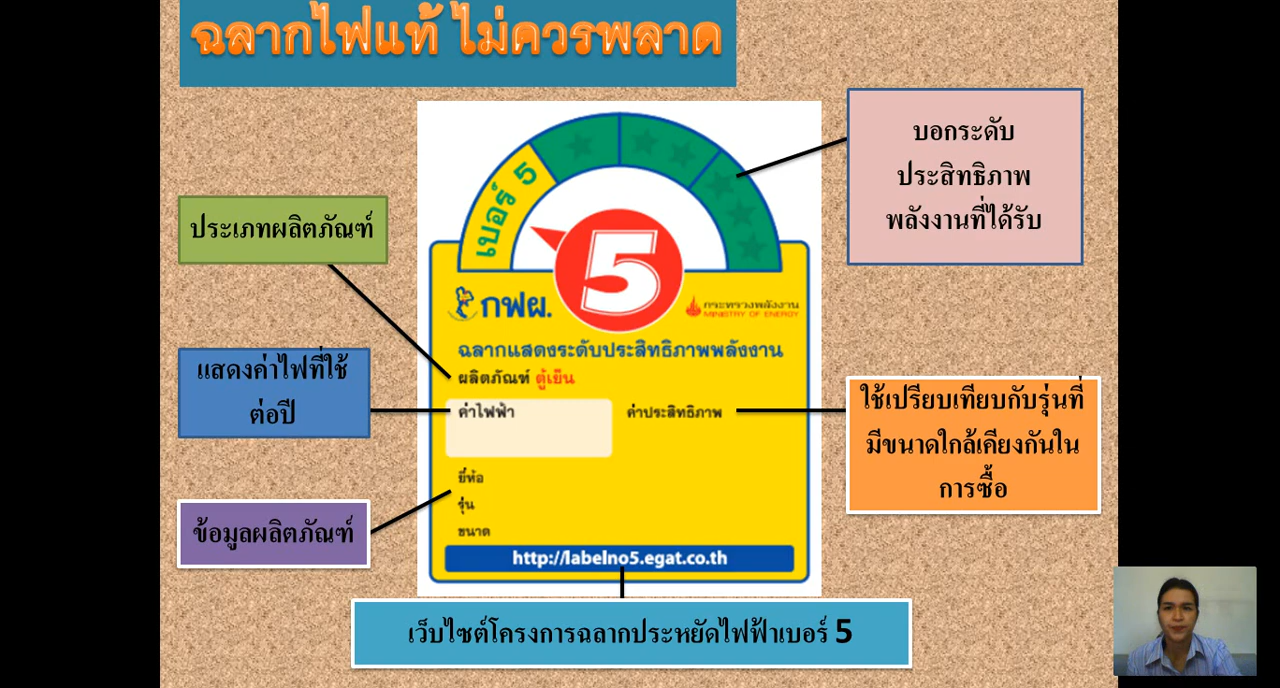 ฉลากไฟแท้ ไม่ควรพลาด
บอกระดับ
ประสิทธิภาพ
พลังงานที่ได้รับ
ประเภทผลิตภัณฑ์
แสดงค่าไฟที่ใช้
ต่อปี
ข้อมูลผลิตภัณฑ์
เบอร์ 5
5
กฟผ.
กระทรวงพลังงาน
MINISTRY OF ENERGY
ฉลากแสดงระดับประสิทธิภาพพลังงาน
ผลิตภัณฑ์ ตู้เย็น
ค่าไฟฟ้า
ค่าประสิทธิภาพ
ยี่ห้อ
รุ่น
ขนาด
http://labelno5.egat.co.th
ใช้เปรียบเทียบกับรุ่นที่
มีขนาดใกล้เคียงกันใน
การซื้อ
เว็บไซต์โครงการฉลากประหยัดไฟฟ้าเบอร์ 5